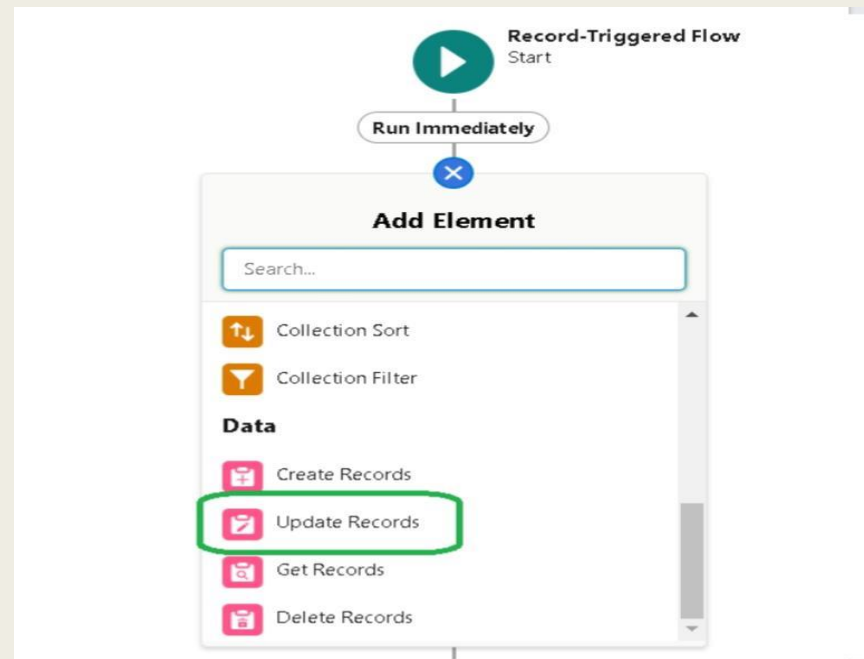 Record-Triggered Flow
Start
Run Immediately
Add Element
Search...
Collection Sort
Collection Filter
Data
Create Records
Update Records
Get Records
Delete Records